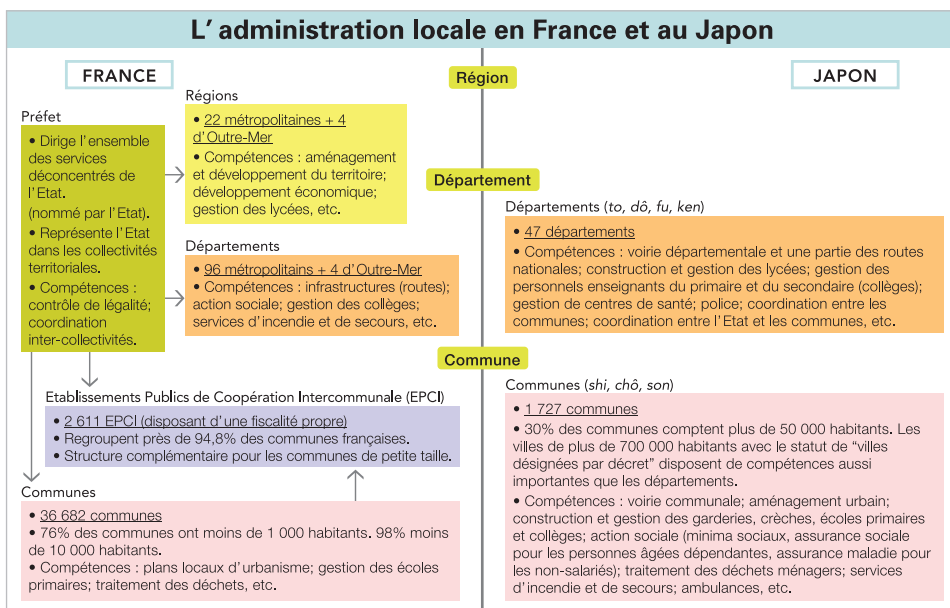 L' administration locale en France et au Japon
FRANCE
Région
JAPON
Préfet
• Dirige l'ensemble
des services
déconcentrés de
l'Etat.
(nommé par l'Etat).
• Représente l'Etat
dans les collectivités
territoriales.
• Compétences :
contrôle de légalité;
coordination
inter-collectivités.
Régions
• 22 métropolitaines + 4
d'Outre-Mer
• Compétences : aménagement
et développement du territoire;
développement économique;
gestion des lycées, etc.
Département
Départements
• 96 métropolitains + 4 d'Outre-Mer
• Compétences : infrastructures (routes);
action sociale; gestion des collèges;
services d'incendie et de secours, etc.
Départements (to, dô, fu, ken)
• 47 départements
• Compétences : voirie départementale et une partie des routes
nationales; construction et gestion des lycées; gestion des
personnels enseignants du primaire et du secondaire (collèges);
gestion de centres de santé; police; coordination entre les
communes; coordination entre l'Etat et les communes, etc.
Commune
Etablissements Publics de Coopération Intercommunale (EPCI)
• 2 611 EPCI (disposant d'une fiscalité propre)
• Regroupent près de 94,8% des communes françaises.
• Structure complémentaire pour les communes de petite taille.
Communes
• 36 682 communes
• 76% des communes ont moins de 1 000 habitants. 98% moins
de 10 000 habitants.
• Compétences : plans locaux d'urbanisme; gestion des écoles
primaires; traitement des déchets, etc.
Communes (shi, chô, son)
• 1 727 communes
• 30% des communes comptent plus de 50 000 habitants. Les
villes de plus de 700 000 habitants avec le statut de "villes
désignées par décret" disposent de compétences aussi
importantes que les départements.
• Compétences : voirie communale; aménagement urbain;
construction et gestion des garderies, crèches, écoles primaires
et collèges; action sociale (minima sociaux, assurance sociale
pour les personnes âgées dépendantes, assurance maladie pour
les non-salariés); traitement des déchets ménagers; services
d'incendie et de secours; ambulances, etc.